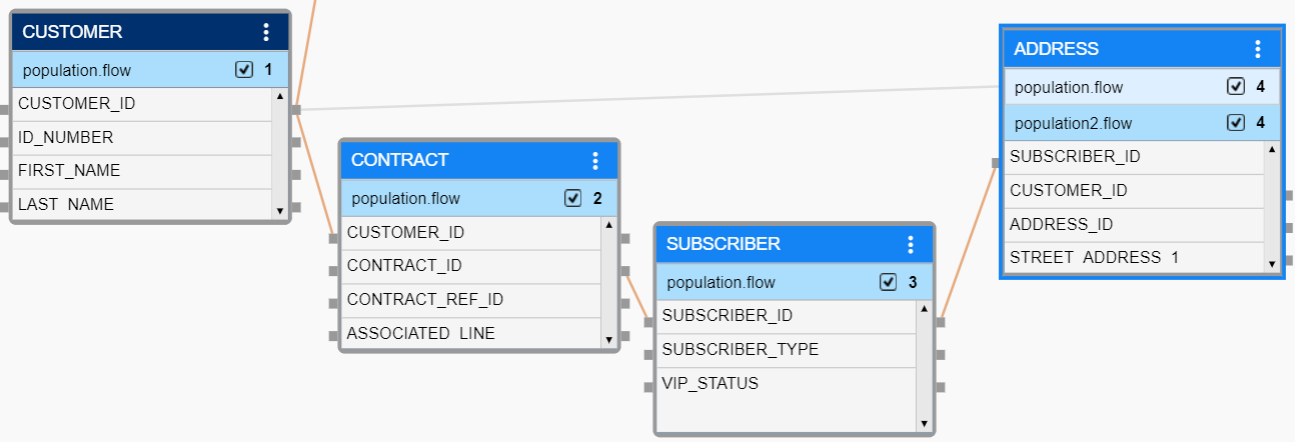 CUSTOMER
population.flow 1
CUSTOMER_ID
ID_NUMBER
FIRST_NAME
LAST_NAME
CONTRACT
population.flow 2
CUSTOMER_ID
CONTRACT_ID
CONTRACT_REF_ID
ASSOCIATED_LINE
SUBSCRIBER
population.flow 3
SUBSCRIBER_ID
SUBSCRIBER_TYPE
VIP_STATUS
ADDRESS
population.flow 4
population2.flow 4
SUBSCRIBER_ID
CUSTOMER_ID
ADDRESS_ID
STREET_ADDRESS_1